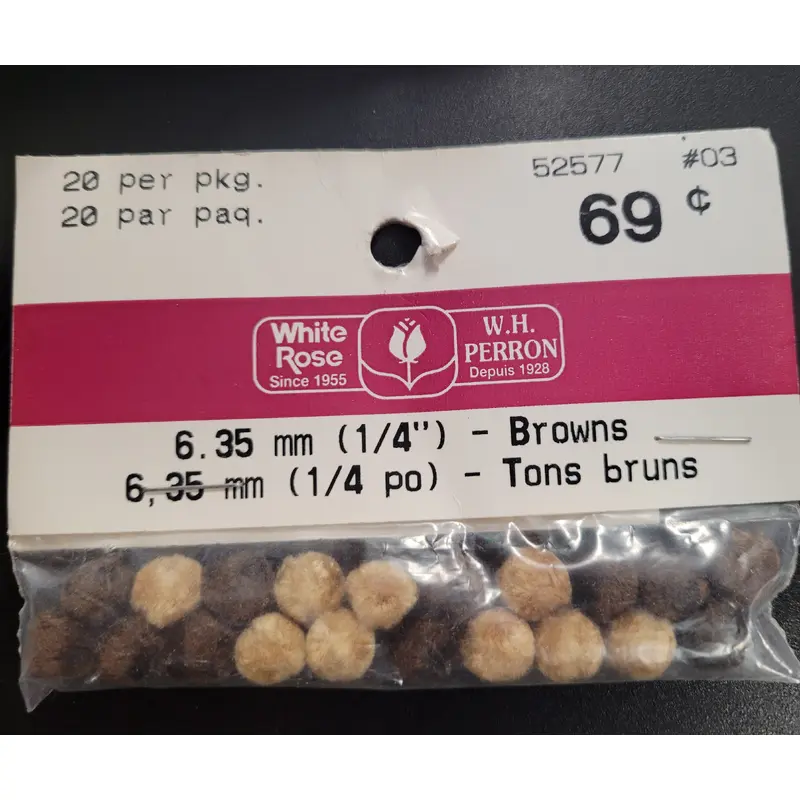 20 per pkg.
20 par paq.
52577 #03
69 ¢
White Rose
Since 1955
W.H. PERRON
Depuis 1928
6.35 mm (1/4") - Browns
6,35 mm (1/4 po) - Tons bruns